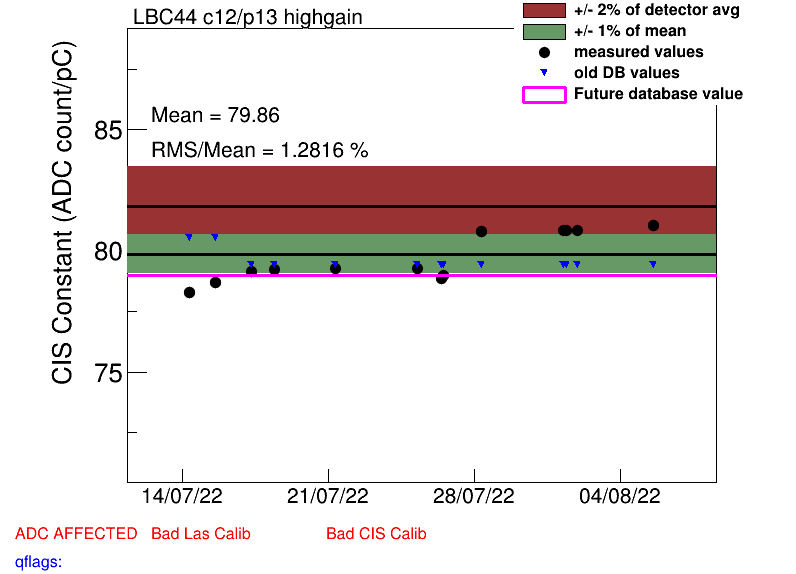 LBC44 c12/p13 highgain
+/- 2% of detector avg
+/- 1% of mean
measured values
old DB values
Future database value
Mean = 79.86
RMS/Mean = 1.2816 %
CIS Constant (ADC count/pC)
85
80
75
14/07/22 21/07/22 28/07/22 04/08/22
ADC AFFECTED Bad Las Calib Bad CIS Calib
qflags: